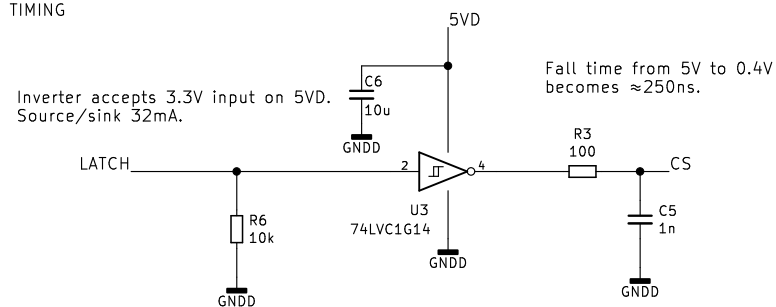 TIMING
5VD
C6
10u
GNDD
Inverter accepts 3.3V input on 5VD.
Source/sink 32mA.
Fall time from 5V to 0.4V
becomes ≈250ns.
LATCH
2
4
R3
100
CS
U3
74LVC1G14
GNDD
R6
10k
GNDD
C5
1n
GNDD